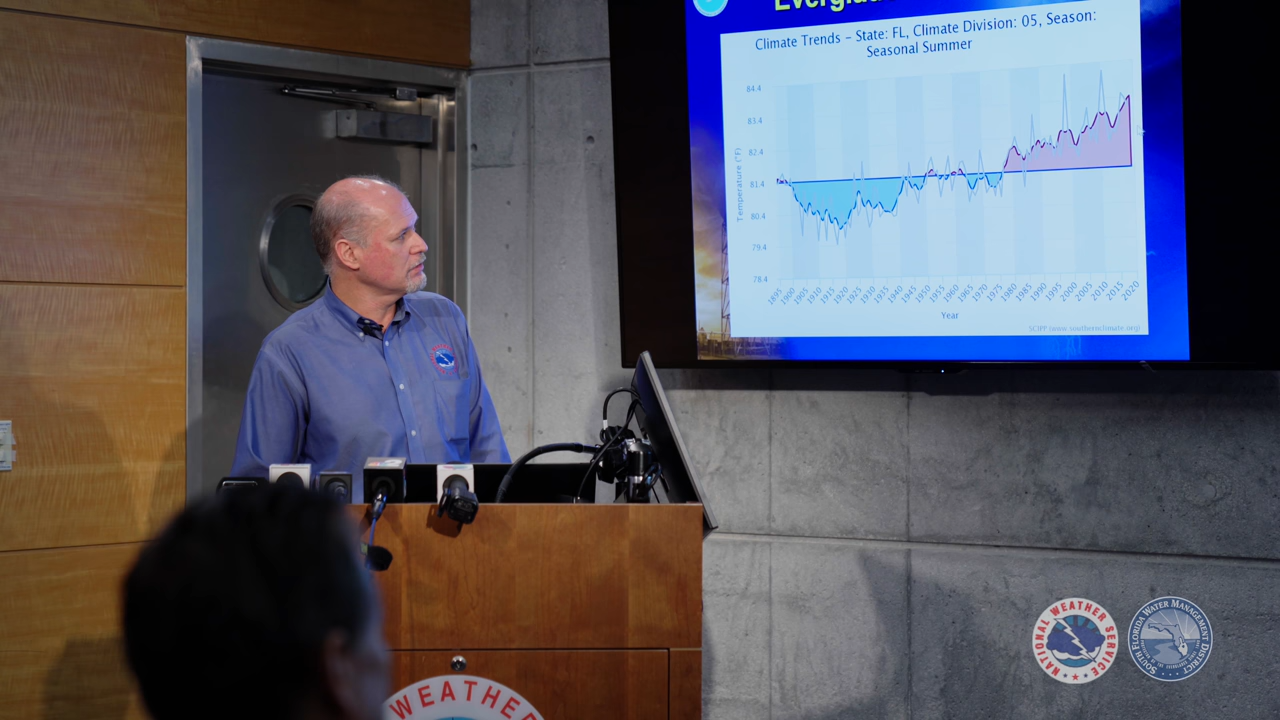 Climate Trends – State: FL, Climate Division: 05, Season:
Seasonal Summer
84.4
83.4
82.4
81.4
80.4
79.4
78.4
Temperature (°F)
1895 1900 1905 1910 1915 1920 1925 1930 1935 1940 1945 1950 1955 1960 1965 1970 1975 1980 1985 1990 1995 2000 2005 2010 2015 2020
Year
SCIPP (www.southernclimate.org)
NATIONAL WEATHER SERVICE
SOUTH FLORIDA WATER MANAGEMENT DISTRICT
WEATHE